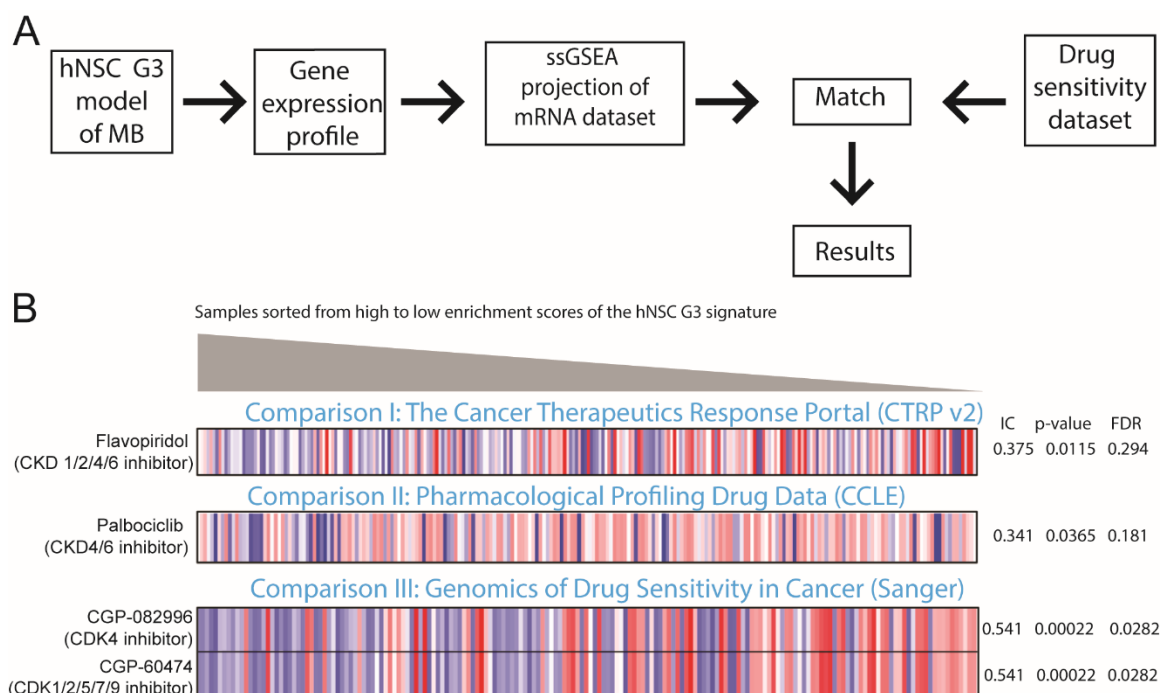 A
hNSC G3
model
of MB
Gene
expression
profile
ssGSEA
projection of
mRNA dataset
Match
Drug
sensitivity
dataset
Results
B
Samples sorted from high to low enrichment scores of the hNSC G3 signature
Comparison I: The Cancer Therapeutics Response Portal (CTRP v2)
IC p-value FDR
Flavopiridol
(CKD 1/2/4/6 inhibitor)
0.375 0.0115 0.294
Comparison II: Pharmacological Profiling Drug Data (CCLE)
Palbociclib
(CKD4/6 inhibitor)
0.341 0.0365 0.181
Comparison III: Genomics of Drug Sensitivity in Cancer (Sanger)
CGP-082996
(CDK4 inhibitor)
0.541 0.00022 0.0282
CGP-60474
(CDK1/2/5/7/9 inhibitor)
0.541 0.00022 0.0282